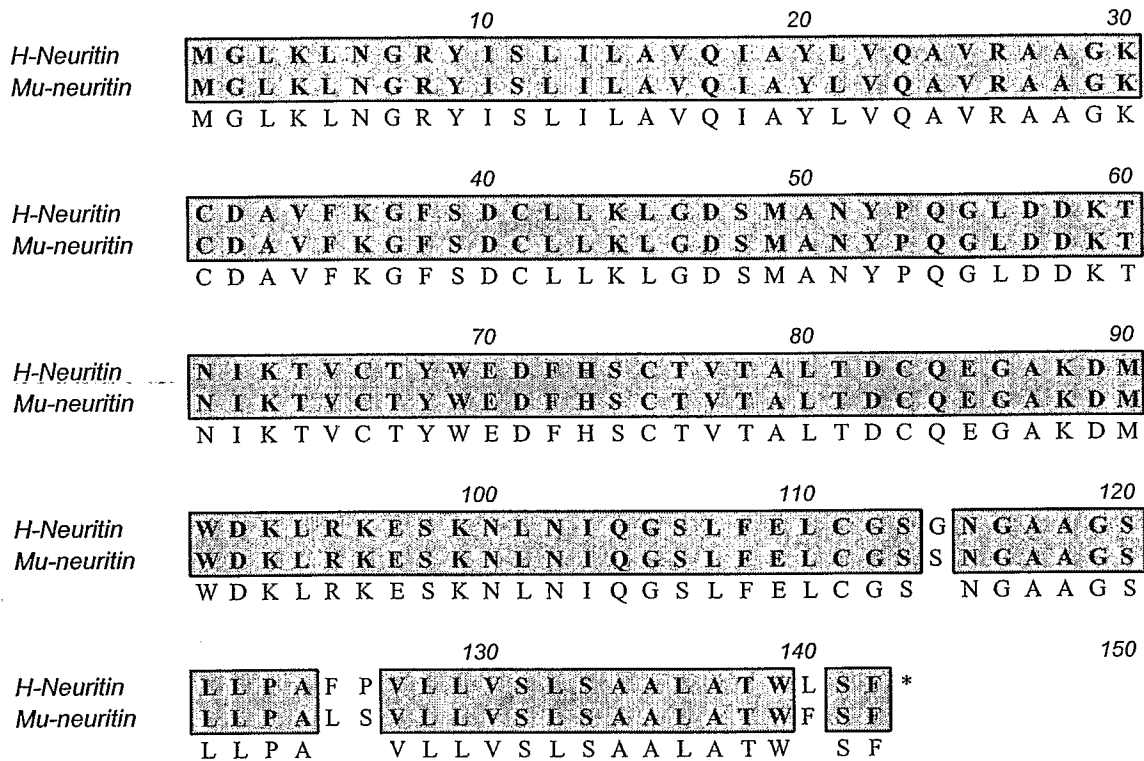 10 20 30
H-Neuritin M G L K L N G R Y I S L I L A V Q I A Y L V Q A V R A A G K
Mu-neuritin M G L K L N G R Y I S L I L A V Q I A Y L V Q A V R A A G K
M G L K L N G R Y I S L I L A V Q I A Y L V Q A V R A A G K
40 50 60
H-Neuritin C D A V F K G F S D C L L K L G D S M A N Y P Q G L D D K T
Mu-neuritin C D A V F K G F S D C L L K L G D S M A N Y P Q G L D D K T
C D A V F K G F S D C L L K L G D S M A N Y P Q G L D D K T
70 80 90
H-Neuritin N I K T V C T Y W E D F H S C T V T A L T D C Q E G A K D M
Mu-neuritin N I K T V C T Y W E D F H S C T V T A L T D C Q E G A K D M
N I K T V C T Y W E D F H S C T V T A L T D C Q E G A K D M
100 110 120
H-Neuritin W D K L R K E S K N L N I Q G S L F E L C G S G N G A A G S
Mu-neuritin W D K L R K E S K N L N I Q G S L F E L C G S S N G A A G S
W D K L R K E S K N L N I Q G S L F E L C G S N G A A G S
130 140 150
H-Neuritin L L P A F P V L L V S L S A A L A T W L S F *
Mu-neuritin L L P A L S V L L V S L S A A L A T W F S F
L L P A V L L V S L S A A L A T W S F